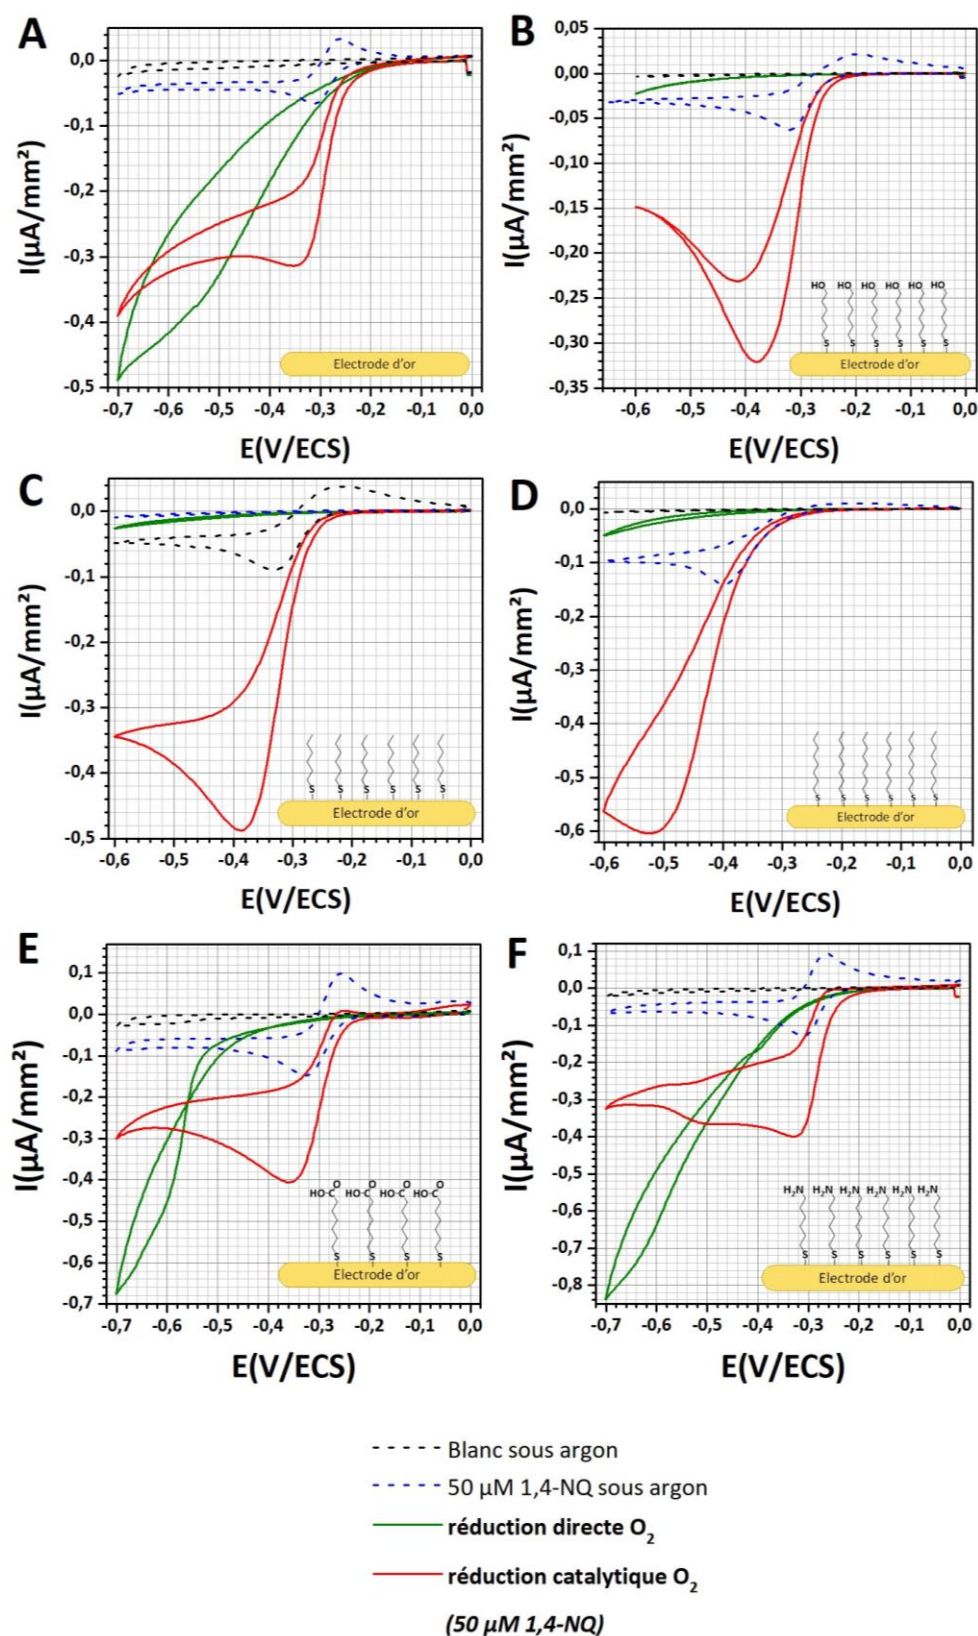 A
0,0
-0,1
-0,2
-0,3
-0,4
-0,5
I(µA/mm²)
Electrode d'or
-0,7 -0,6 -0,5 -0,4 -0,3 -0,2 -0,1 0,0
E(V/ECS)
B
0,05
0,00
-0,05
-0,10
-0,15
-0,20
-0,25
-0,30
-0,35
I(µA/mm²)
HO HO HO HO HO HO
S S S S S S
Electrode d'or
-0,6 -0,5 -0,4 -0,3 -0,2 -0,1 0,0
E(V/ECS)
C
0,0
-0,1
-0,2
-0,3
-0,4
-0,5
I(µA/mm²)
S S S S S S
Electrode d'or
-0,6 -0,5 -0,4 -0,3 -0,2 -0,1 0,0
E(V/ECS)
D
0,0
-0,1
-0,2
-0,3
-0,4
-0,5
-0,6
I(µA/mm²)
S S S S S S
Electrode d'or
-0,6 -0,5 -0,4 -0,3 -0,2 -0,1 0,0
E(V/ECS)
E
0,1
0,0
-0,1
-0,2
-0,3
-0,4
-0,5
-0,6
-0,7
I(µA/mm²)
O O O O
HO-C HO-C HO-C HO-C
S S S S
Electrode d'or
-0,7 -0,6 -0,5 -0,4 -0,3 -0,2 -0,1 0,0
E(V/ECS)
F
0,1
0,0
-0,1
-0,2
-0,3
-0,4
-0,5
-0,6
-0,7
-0,8
I(µA/mm²)
H₂N H₂N H₂N H₂N H₂N H₂N
S S S S S S
Electrode d'or
-0,7 -0,6 -0,5 -0,4 -0,3 -0,2 -0,1 0,0
E(V/ECS)
Blanc sous argon
50 µM 1,4-NQ sous argon
réduction directe O₂
réduction catalytique O₂
(50 µM 1,4-NQ)